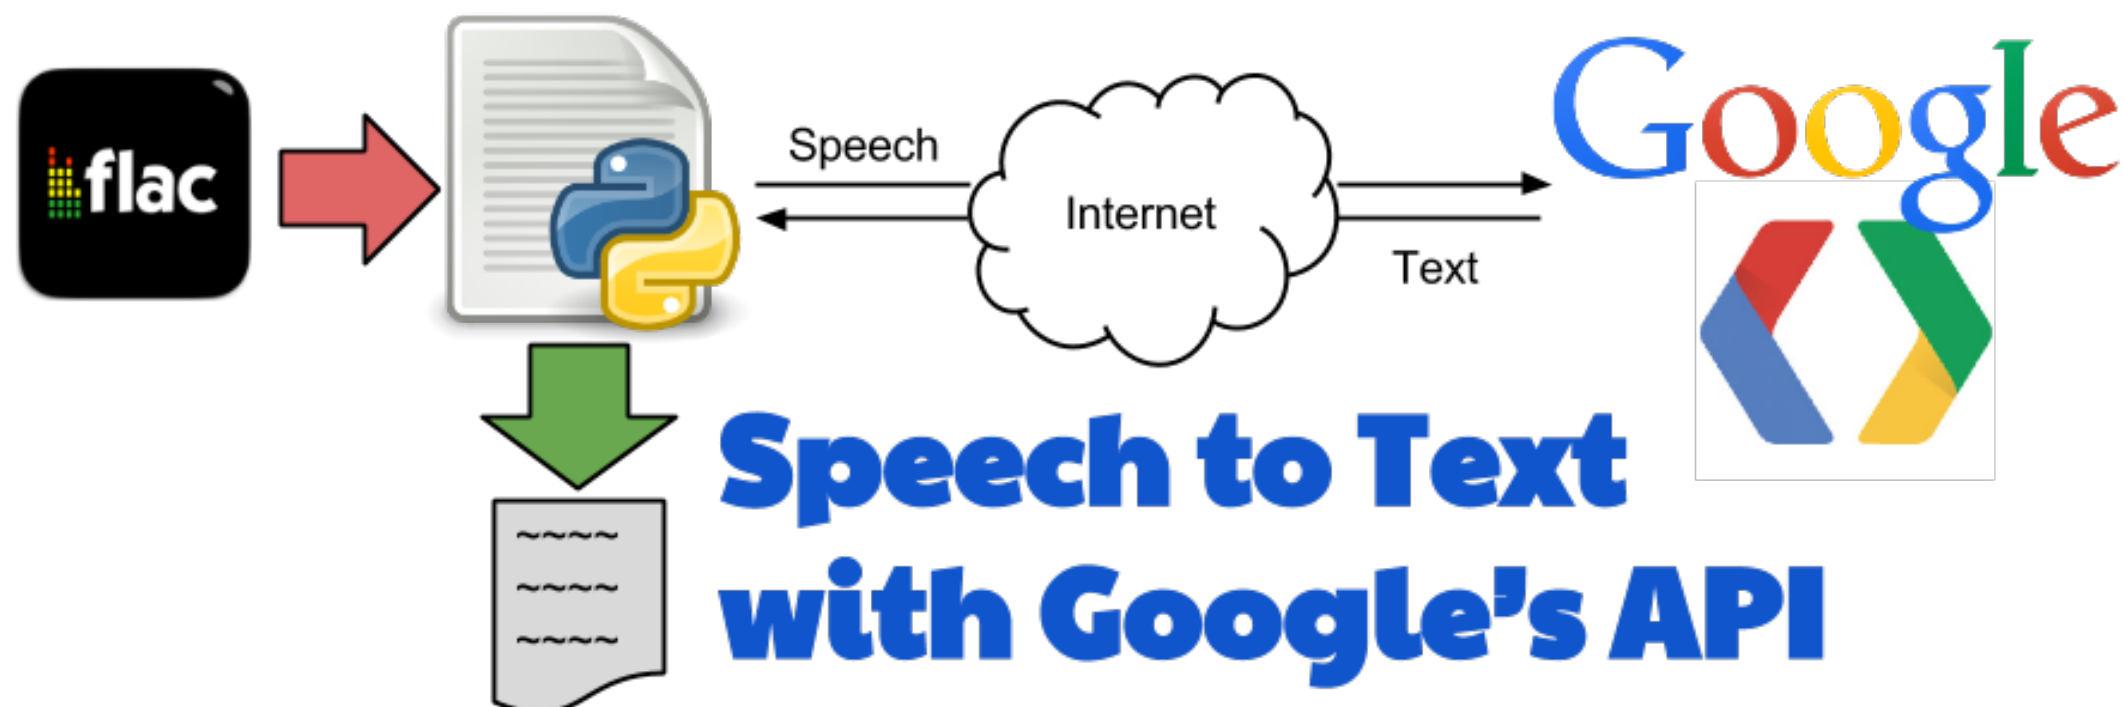 flac
Speech
Internet
Text
Google
~~~~
~~~~
~~~~
Speech to Text
with Google's API